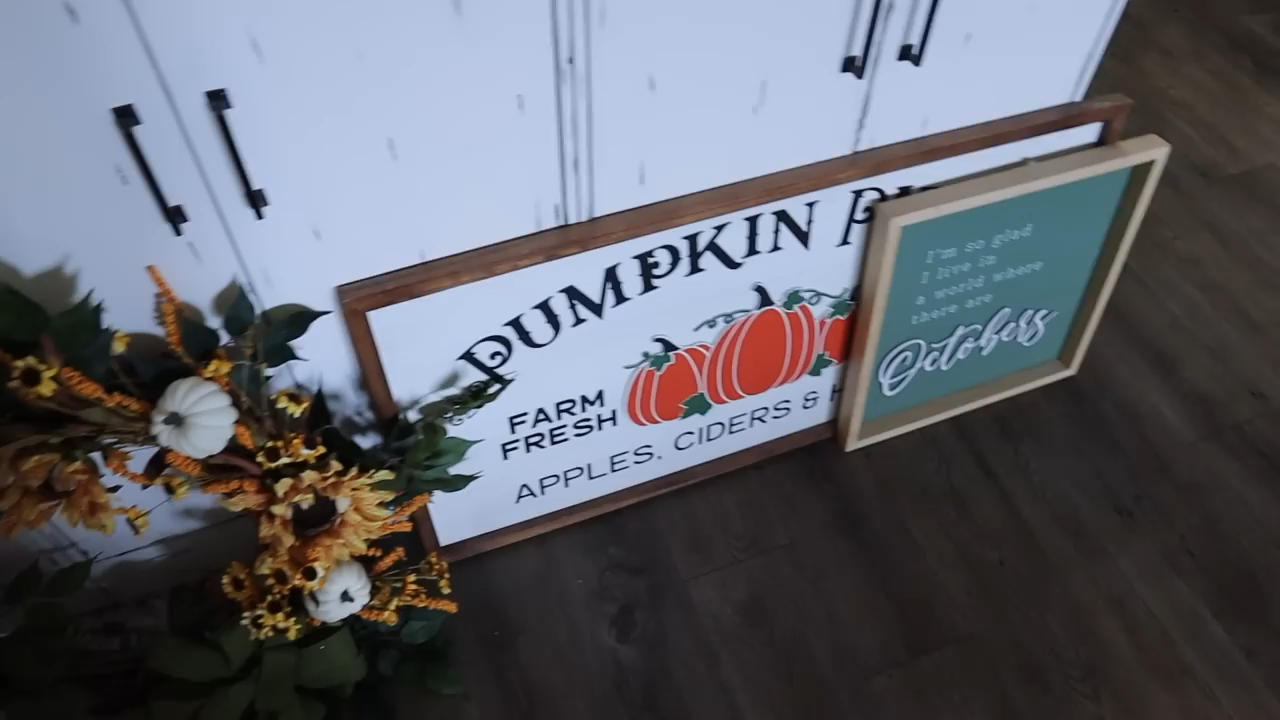 PUMPKIN
FARM
FRESH
APPLES, CIDERS &
I'm so glad
I live in
a world where
there are
Octobers